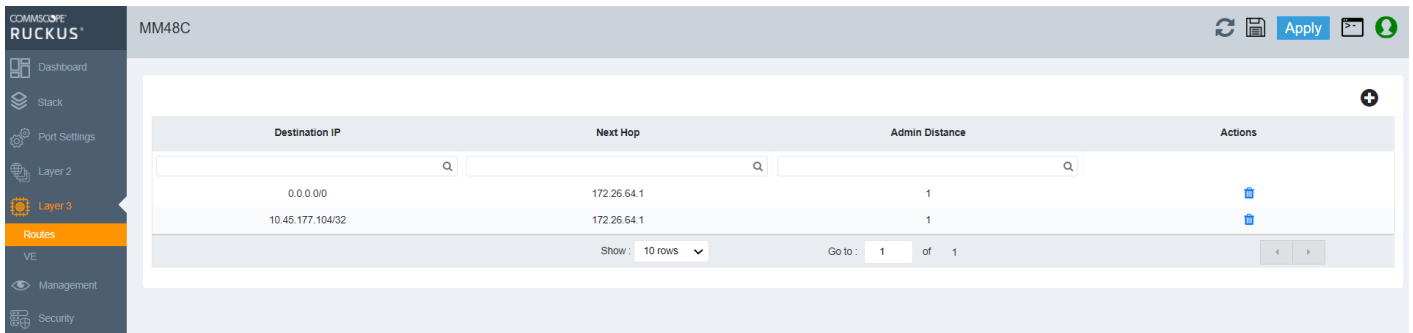 COMMSCOPE®
RUCKUS®
MM48C
Apply
Dashboard
Stack
Port Settings
Layer 2
Layer 3
Routes
VE
Management
Security
Destination IP Next Hop Admin Distance Actions
0.0.0.0/0 172.26.64.1 1
10.45.177.104/32 172.26.64.1 1
Show : 10 rows Go to : 1 of 1